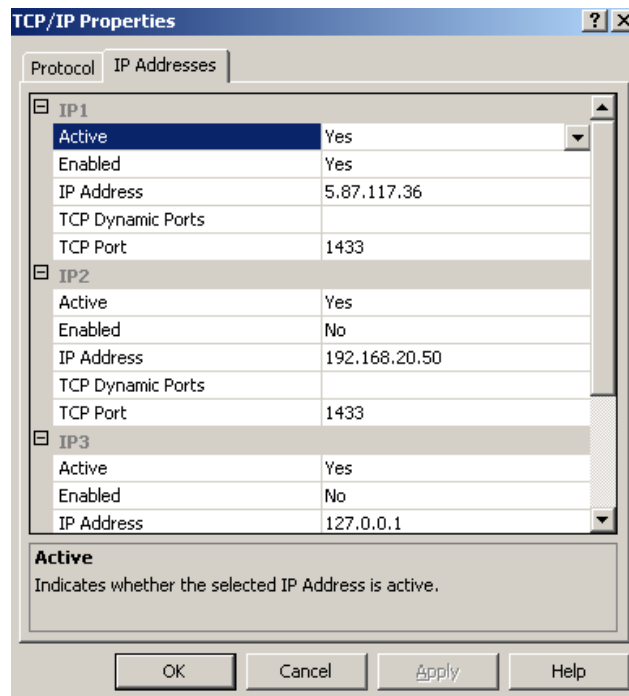 TCP/IP Properties
Protocol IP Addresses
IP1
Active Yes
Enabled Yes
IP Address 5.87.117.36
TCP Dynamic Ports
TCP Port 1433
IP2
Active Yes
Enabled No
IP Address 192.168.20.50
TCP Dynamic Ports
TCP Port 1433
IP3
Active Yes
Enabled No
IP Address 127.0.0.1
Active
Indicates whether the selected IP Address is active.
OK Cancel Apply Help